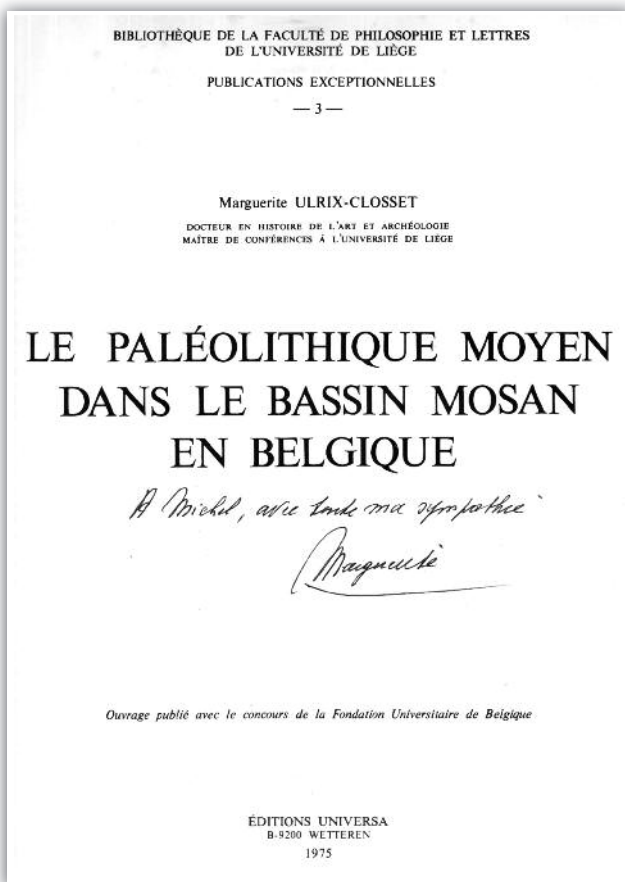 BIBLIOTHÈQUE DE LA FACULTÉ DE PHILOSOPHIE ET LETTRES
DE L'UNIVERSITÉ DE LIÈGE
PUBLICATIONS EXCEPTIONNELLES
— 3 —
Marguerite ULRIX-CLOSSET
DOCTEUR EN HISTOIRE DE L'ART ET ARCHÉOLOGIE
MAÎTRE DE CONFÉRENCES À L'UNIVERSITÉ DE LIÈGE
LE PALÉOLITHIQUE MOYEN
DANS LE BASSIN MOSAN
EN BELGIQUE
A Michel, avec toute ma sympathie
Marguerite
Ouvrage publié avec le concours de la Fondation Universitaire de Belgique
ÉDITIONS UNIVERSA
B-9200 WETTEREN
1975